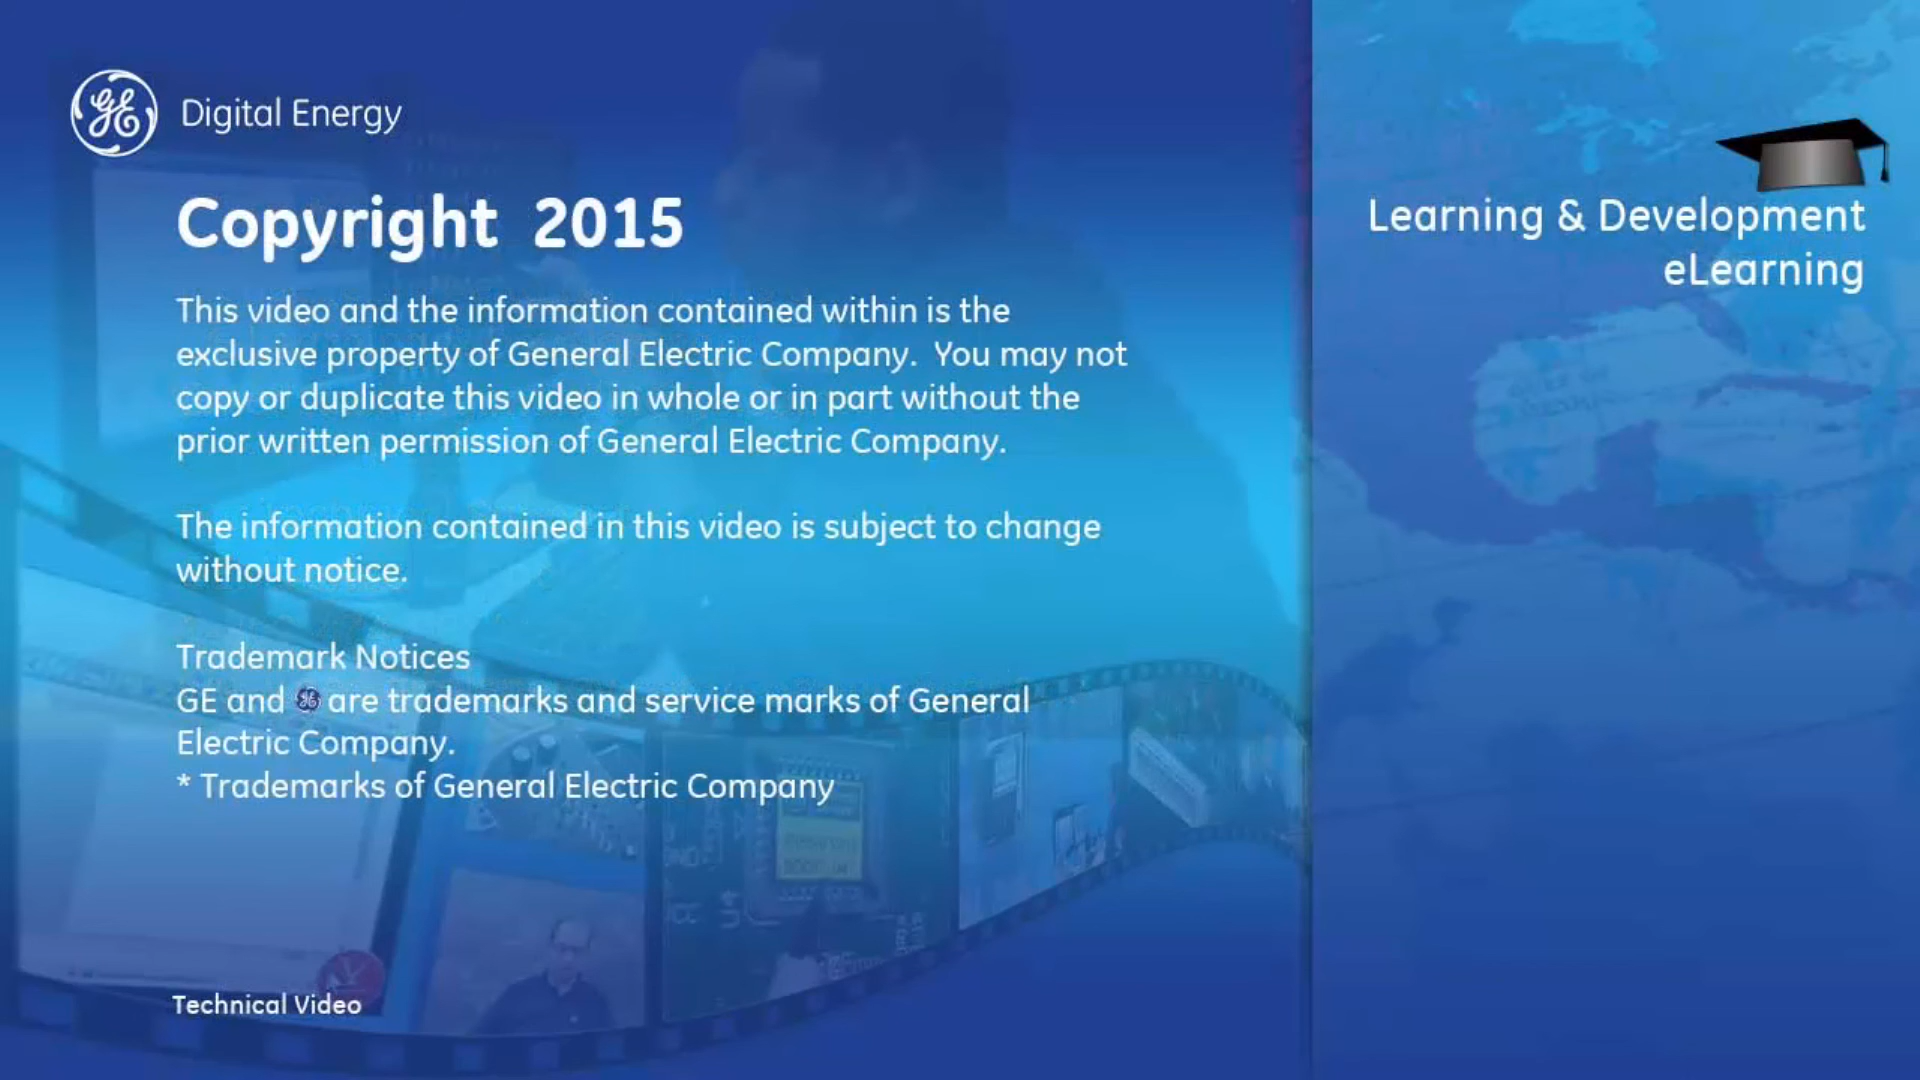 GE Digital Energy
Copyright 2015
This video and the information contained within is the
exclusive property of General Electric Company. You may not
copy or duplicate this video in whole or in part without the
prior written permission of General Electric Company.
The information contained in this video is subject to change
without notice.
Trademark Notices
GE and GE are trademarks and service marks of General
Electric Company.
* Trademarks of General Electric Company
Technical Video
Learning & Development
eLearning